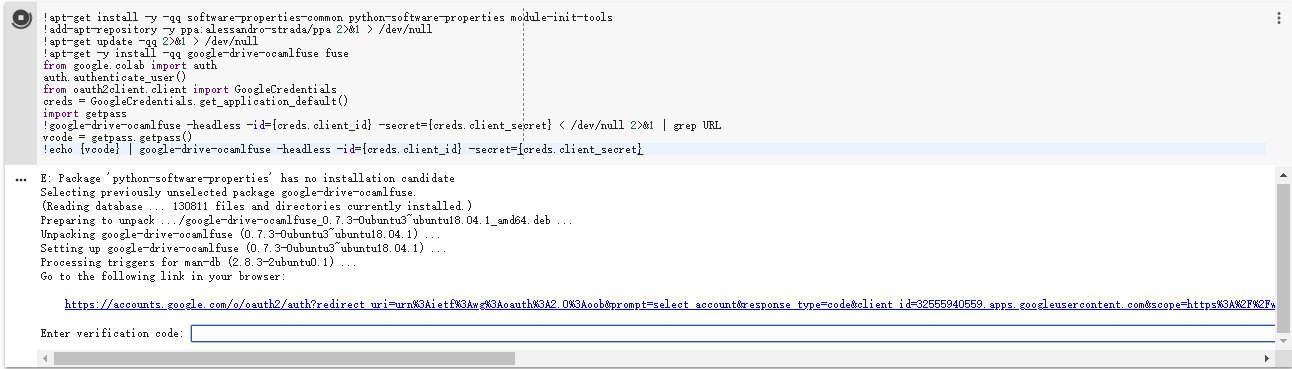 !apt-get install -y -qq software-properties-common python-software-properties module-init-tools
!add-apt-repository -y ppa:alessandro-strada/ppa 2>&1 > /dev/null
!apt-get update -qq 2>&1 > /dev/null
!apt-get -y install -qq google-drive-ocamlfuse fuse
from google.colab import auth
auth.authenticate_user()
from oauth2client.client import GoogleCredentials
creds = GoogleCredentials.get_application_default()
import getpass
!google-drive-ocamlfuse -headless -id={creds.client_id} -secret={creds.client_secret} < /dev/null 2>&1 | grep URL
vcode = getpass.getpass()
!echo {vcode} | google-drive-ocamlfuse -headless -id={creds.client_id} -secret={creds.client_secret}
E: Package 'python-software-properties' has no installation candidate
Selecting previously unselected package google-drive-ocamlfuse.
(Reading database ... 130811 files and directories currently installed.)
Preparing to unpack .../google-drive-ocamlfuse_0.7.3-0ubuntu3~ubuntu18.04.1_amd64.deb ...
Unpacking google-drive-ocamlfuse (0.7.3-0ubuntu3~ubuntu18.04.1) ...
Setting up google-drive-ocamlfuse (0.7.3-0ubuntu3~ubuntu18.04.1) ...
Processing triggers for man-db (2.8.3-2ubuntu0.1) ...
Go to the following link in your browser:
https://accounts.google.com/o/oauth2/auth?redirect_uri=urn%3Aietf%3Awg%3Aoauth%3A2.0%3Aoob&prompt=select_account&response_type=code&client_id=32555940559.apps.googleusercontent.com&scope=https%3A%2F%2Fw
Enter verification code: